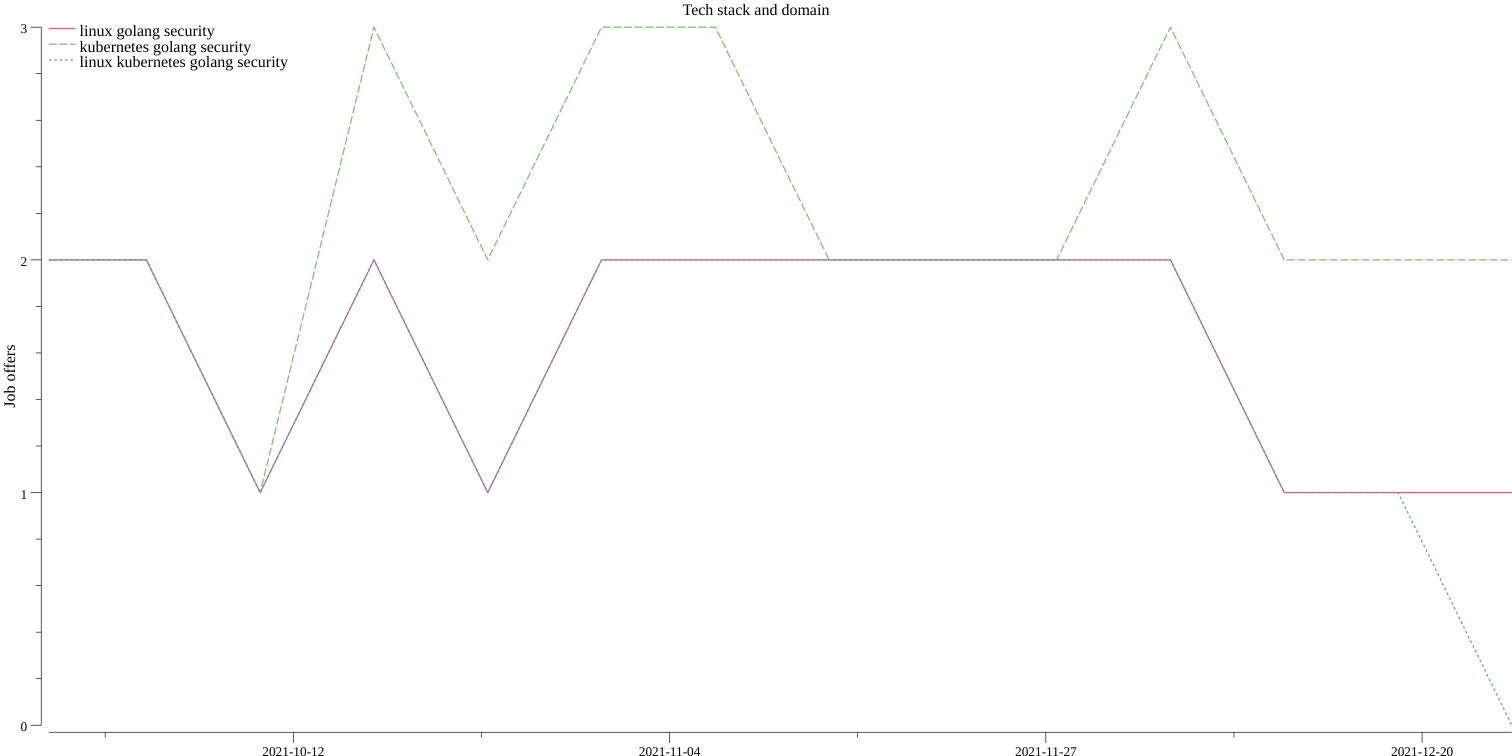 Tech stack and domain
linux golang security
kubernetes golang security
linux kubernetes golang security
Job offers
3
2
1
0
2021-10-12
2021-11-04
2021-11-27
2021-12-20